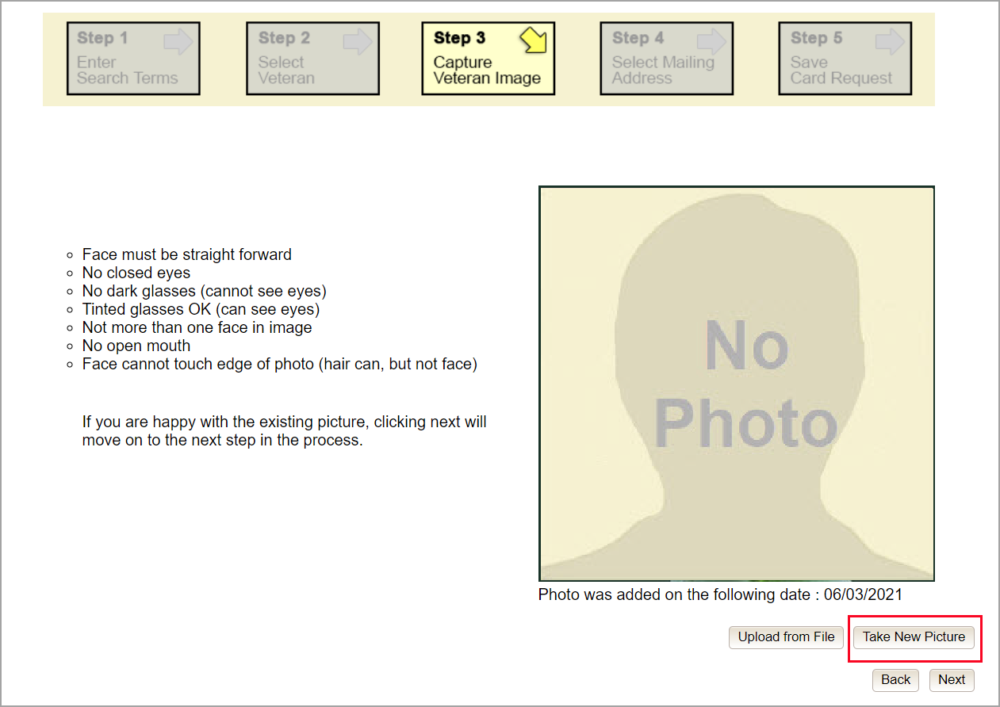 Step 1
Enter
Search Terms
Step 2
Select
Veteran
Step 3
Capture
Veteran Image
Step 4
Select Mailing
Address
Step 5
Save
Card Request
Face must be straight forward
No closed eyes
No dark glasses (cannot see eyes)
Tinted glasses OK (can see eyes)
Not more than one face in image
No open mouth
Face cannot touch edge of photo (hair can, but not face)
If you are happy with the existing picture, clicking next will
move on to the next step in the process.
No
Photo
Photo was added on the following date : 06/03/2021
Upload from File
Take New Picture
Back
Next